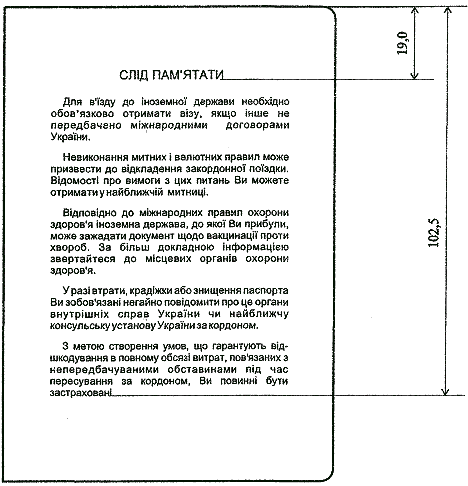 СЛІД ПАМ'ЯТАТИ
Для в'їзду до іноземної держави необхідно
обов'язково отримати візу, якщо інше не
передбачено міжнародними договорами
України.
Невиконання митних і валютних правил може
призвести до відкладення закордонної поїздки.
Відомості про вимоги з цих питань Ви можете
отримати у найближчій митниці.
Відповідно до міжнародних правил охорони
здоров'я іноземна держава, до якої Ви прибули,
може зажадати документ щодо вакцинації проти
хвороб. За більш докладною інформацією
звертайтеся до місцевих органів охорони
здоров'я.
У разі втрати, крадіжки або знищення паспорта
Ви зобов'язані негайно повідомити про це органи
внутрішніх справ України чи найближчу
консульську установу України за кордоном.
З метою створення умов, що гарантують від-
шкодування в повному обсязі витрат, пов'язаних з
непередбачуваними обставинами під час
пересування за кордоном, Ви повинні бути
застраховані
19,0
102,5